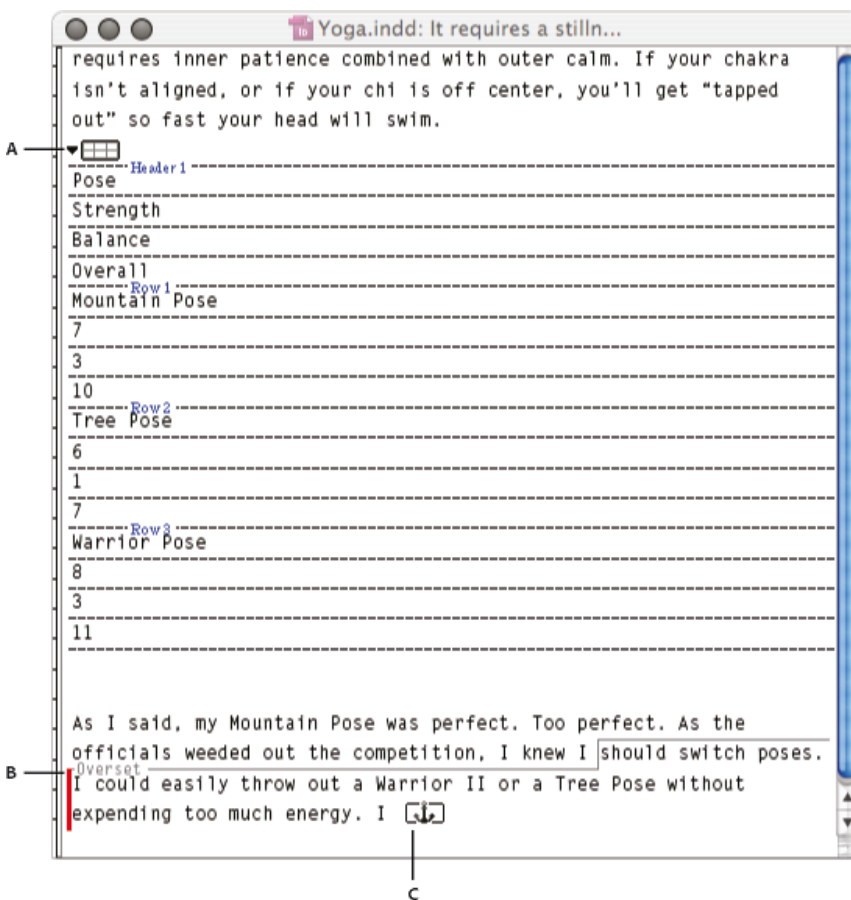 Yoga.indd: It requires a stilln...
requires inner patience combined with outer calm. If your chakra
isn't aligned, or if your chi is off center, you'll get “tapped
out” so fast your head will swim.
A
Header 1
Pose
Strength
Balance
Overall
Row 1
Mountain Pose
7
3
10
Row 2
Tree Pose
6
1
7
Row 3
Warrior Pose
8
3
11
As I said, my Mountain Pose was perfect. Too perfect. As the
officials weeded out the competition, I knew I should switch poses.
B
Overset
I could easily throw out a Warrior II or a Tree Pose without
expending too much energy. I
C